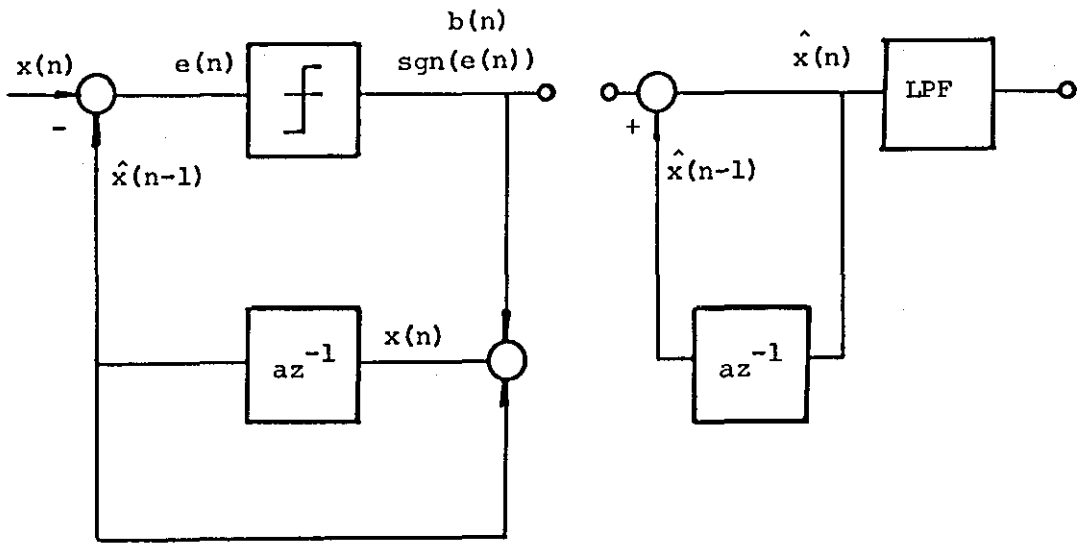 x(n)
e(n)
b(n)
sgn(e(n))
-
x̂(n-1)
az⁻¹
x(n)
x̂(n)
LPF
+
x̂(n-1)
az⁻¹